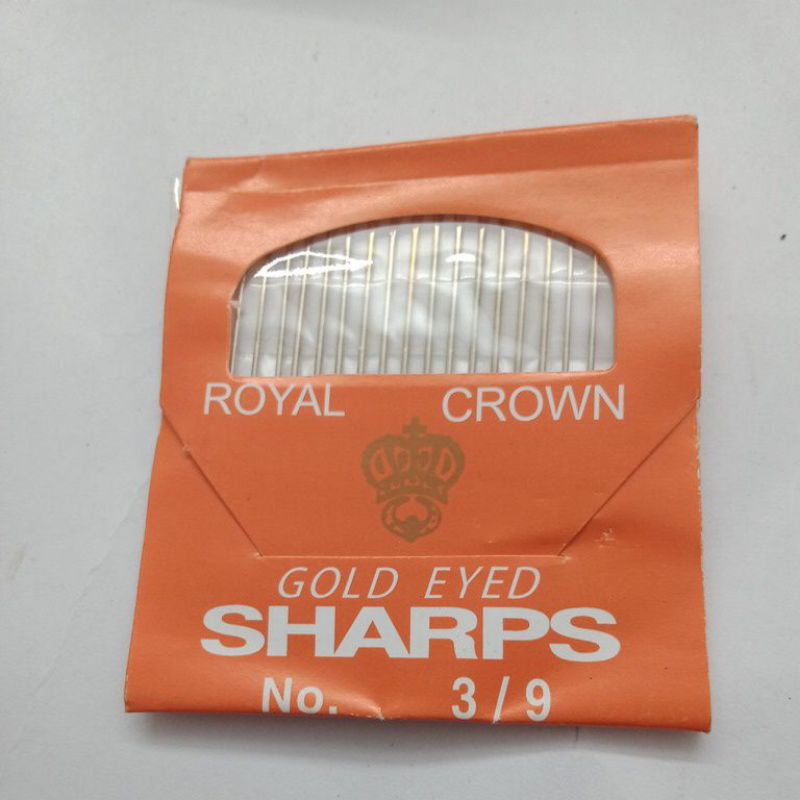 ROYAL CROWN
GOLD EYED
SHARPS
No. 3/9